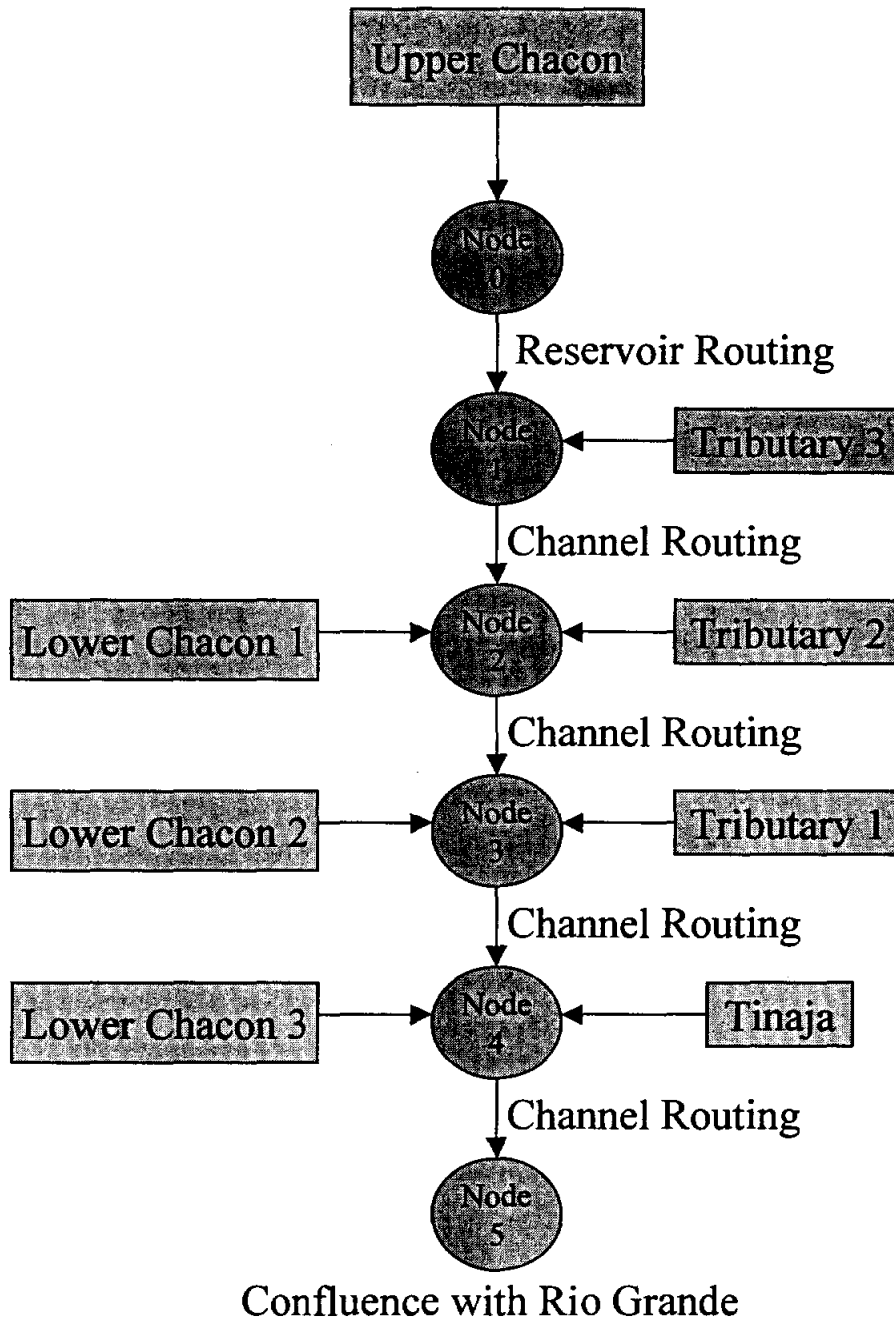 Upper Chacon
Node
0
Reservoir Routing
Node
1
Tributary 3
Channel Routing
Lower Chacon 1
Node
2
Tributary 2
Channel Routing
Lower Chacon 2
Node
3
Tributary 1
Channel Routing
Lower Chacon 3
Node
4
Tinaja
Channel Routing
Node
5
Confluence with Rio Grande